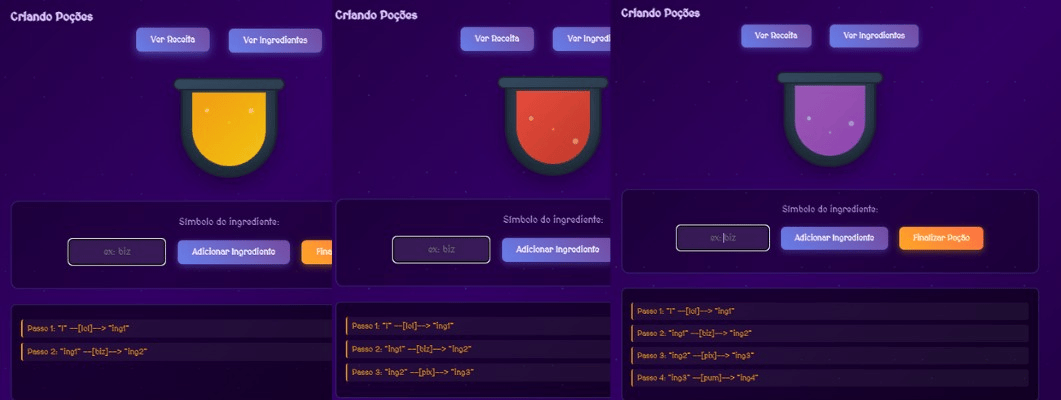 Criando Poções
Ver Receita
Ver Ingredientes
Símbolo do ingrediente:
ex: biz
Adicionar Ingrediente
Fina
Passo 1: "I" --[lol]--> "ing1"
Passo 2: "ing1" --[biz]--> "ing2"
Criando Poções
Ver Receita
Ver Ingredi
Símbolo do ingrediente:
ex: biz
Adicionar Ingrediente
Passo 1: "I" --[lol]--> "ing1"
Passo 2: "ing1" --[biz]--> "ing2"
Passo 3: "ing2" --[pix]--> "ing3"
Criando Poções
Ver Receita
Ver Ingredientes
Símbolo do ingrediente:
ex: biz
Adicionar Ingrediente
Finalizar Poção
Passo 1: "I" --[lol]--> "ing1"
Passo 2: "ing1" --[biz]--> "ing2"
Passo 3: "ing2" --[pix]--> "ing3"
Passo 4: "ing3" --[pum]--> "ing4"